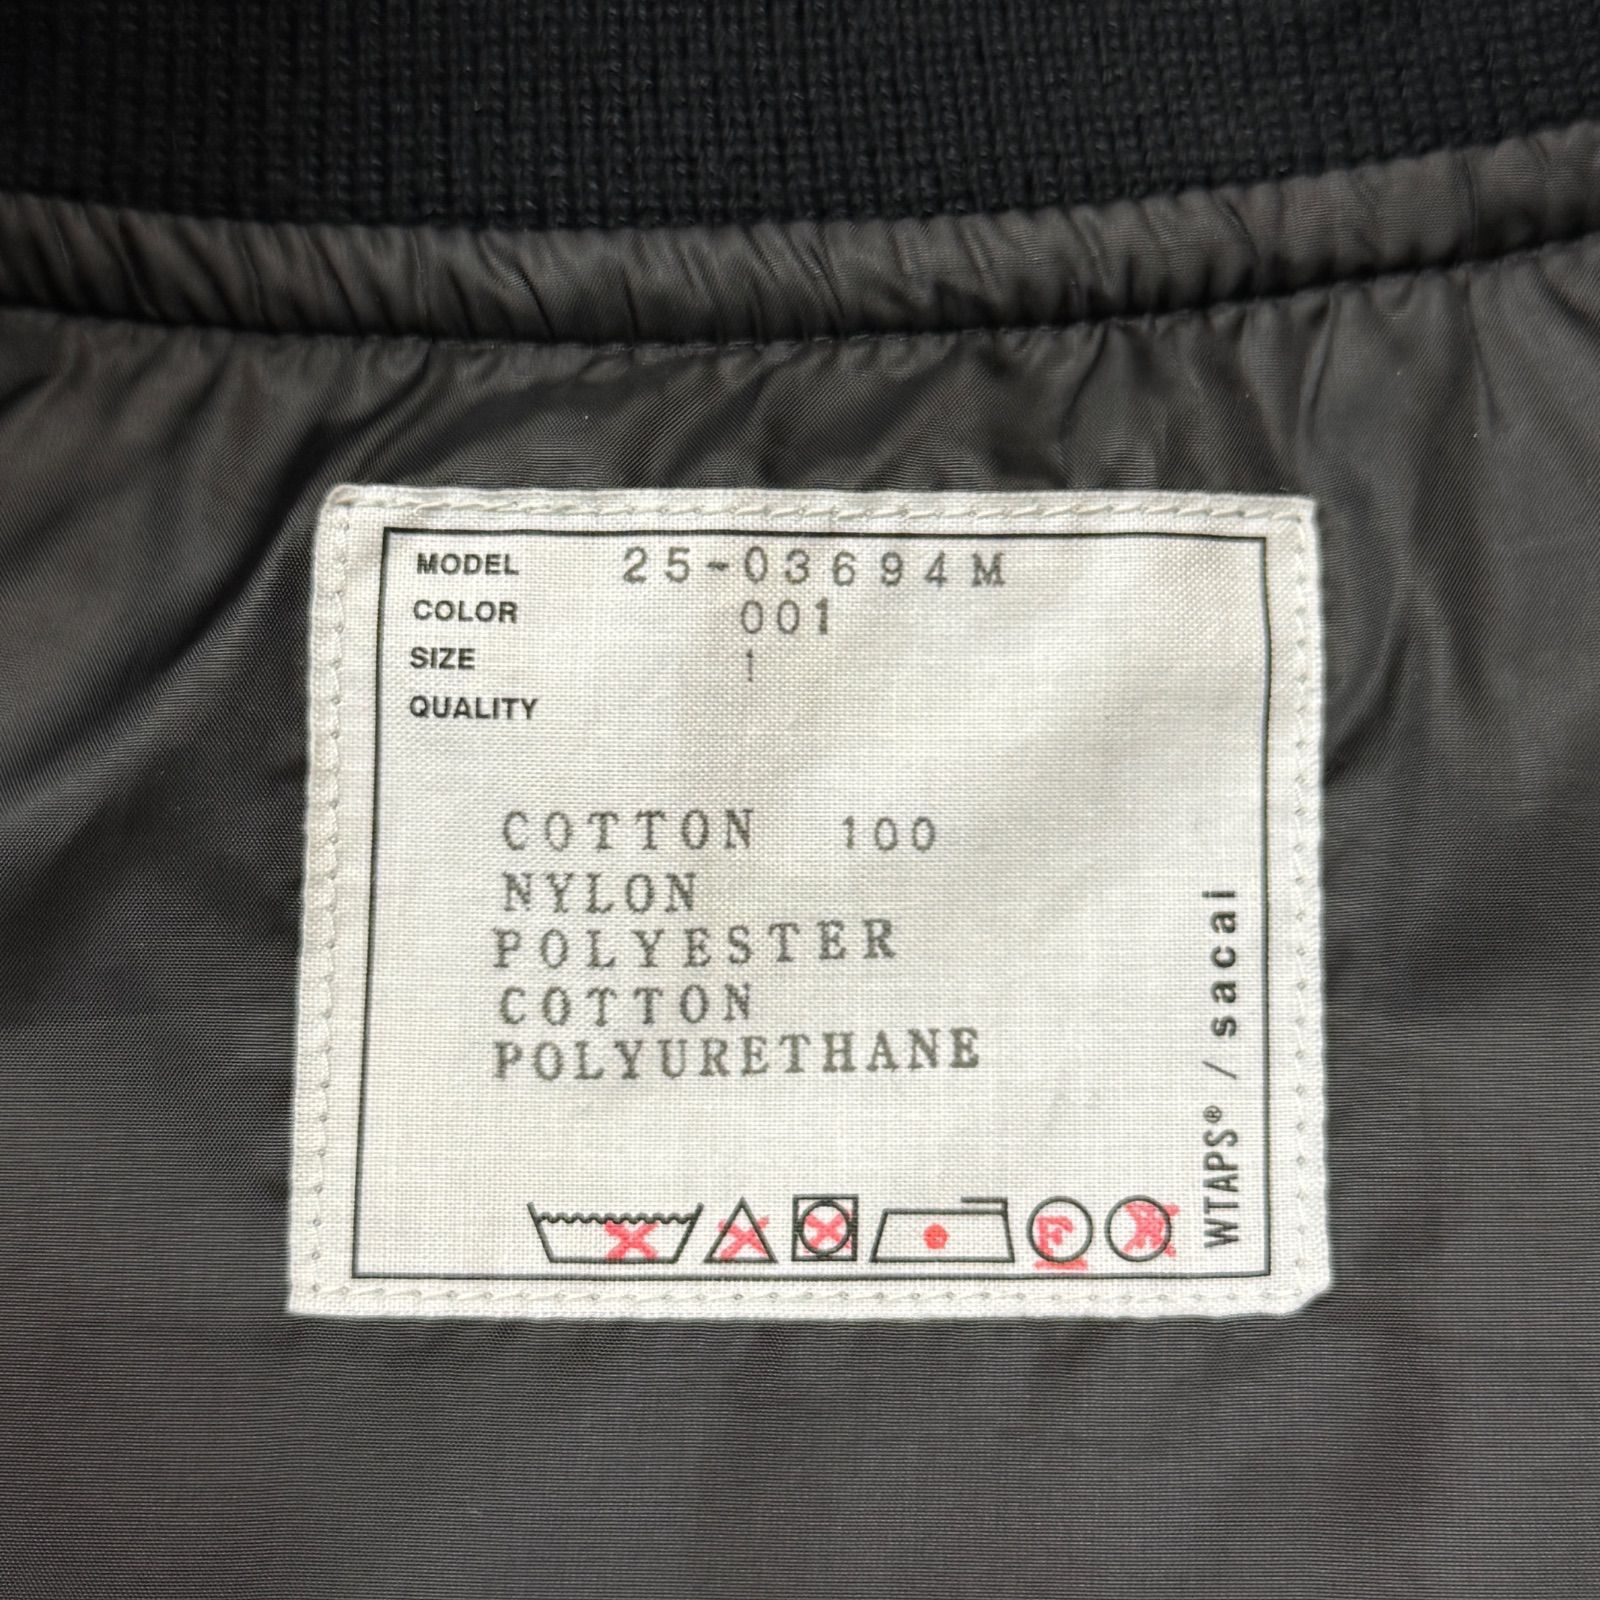 MODEL 25-03694M
COLOR 001
SIZE 1
QUALITY
COTTON 100
NYLON
POLYESTER
COTTON
POLYURETHANE
F
WTAPS® / sacai